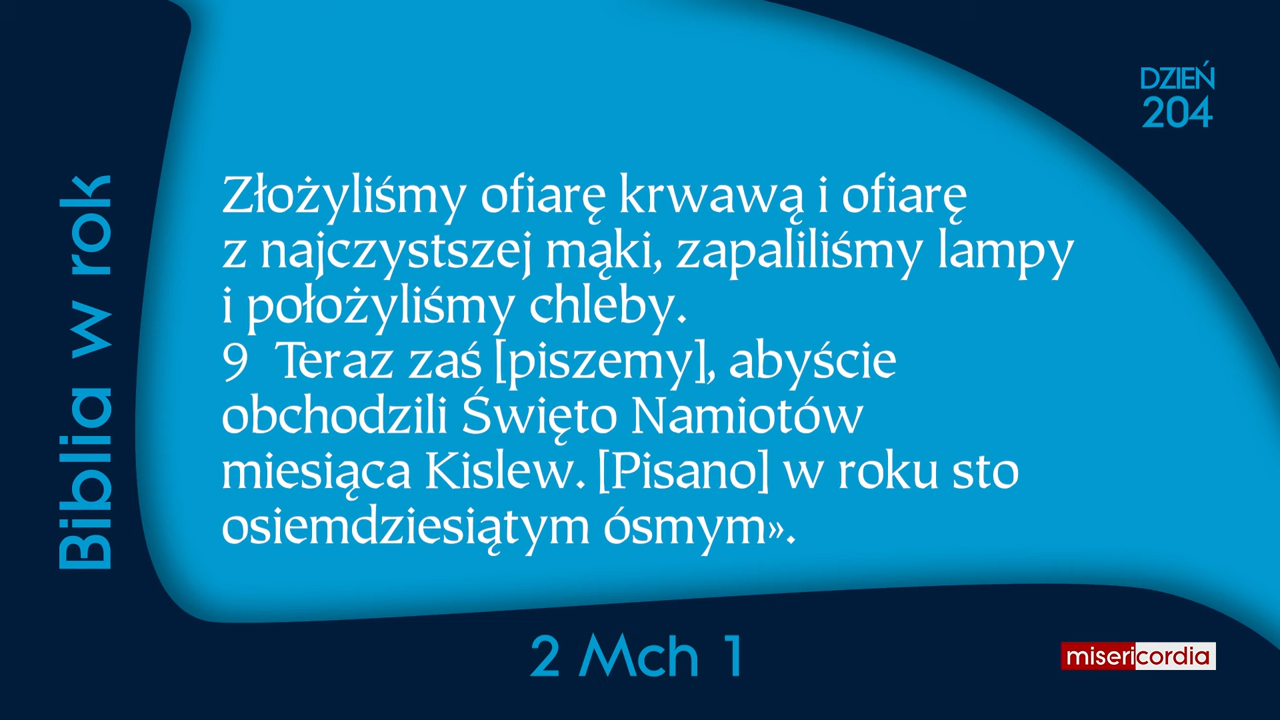 DZIEŃ
204
Biblia w rok
Złożyliśmy ofiarę krwawą i ofiarę
z najczystszej mąki, zapaliliśmy lampy
i położyliśmy chleby.
9 Teraz zaś [piszemy], abyście
obchodzili Święto Namiotów
miesiąca Kislew. [Pisano] w roku sto
osiemdziesiątym ósmym».
2 Mch 1
misericordia